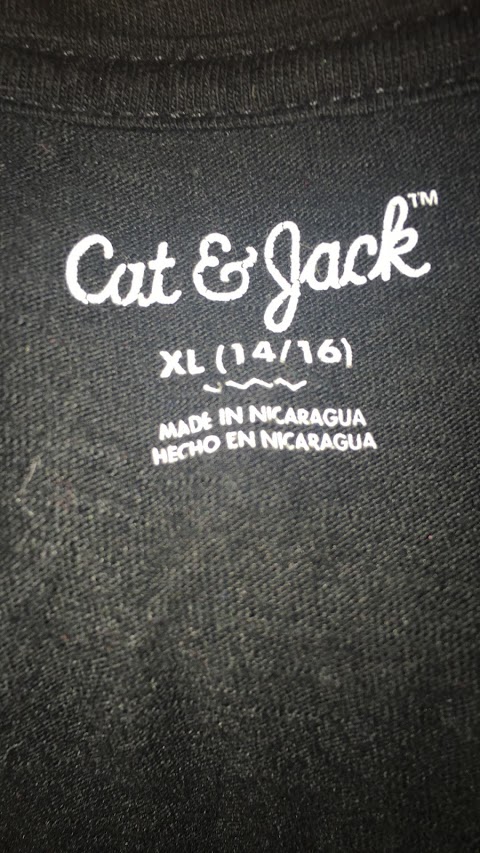 Cat & Jack™
XL (14/16)
MADE IN NICARAGUA
HECHO EN NICARAGUA